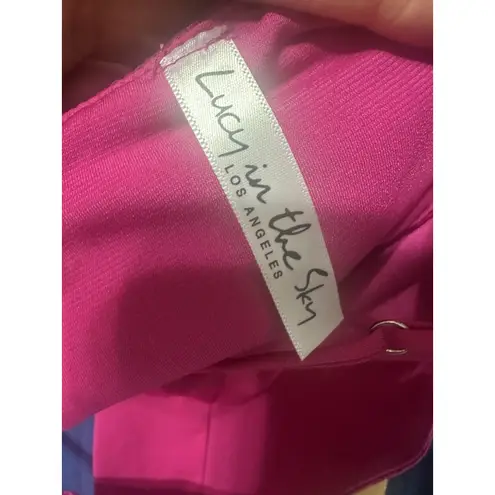 Lucy in the Sky
LOS ANGELES